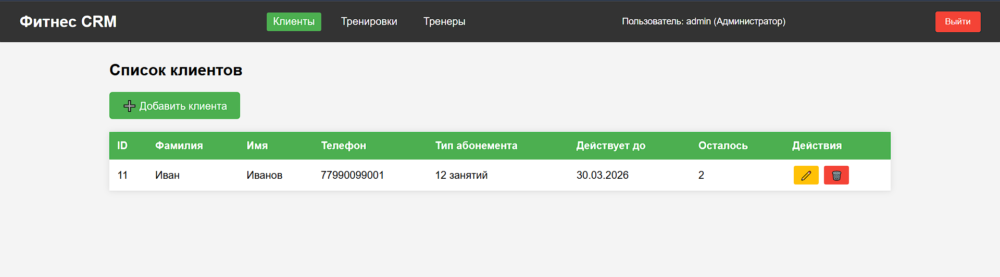 Фитнес CRM Клиенты Тренировки Тренеры Пользователь: admin (Администратор) Выйти
Список клиентов
Добавить клиента
ID Фамилия Имя Телефон Тип абонемента Действует до Осталось Действия
11 Иван Иванов 77990099001 12 занятий 30.03.2026 2